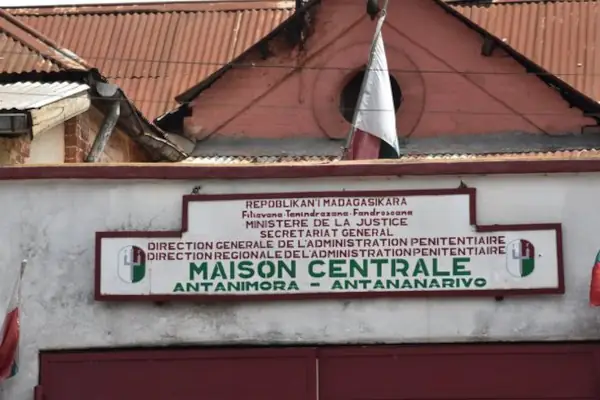 REPOBLIKAN'I MADAGASIKARA
Fitiavana-Tanindrazana-Fandrosoana
MINISTERE DE LA JUSTICE
SECRETARIAT GENERAL
DIRECTION GENERALE DE L'ADMINISTRATION PENITENTIAIRE
DIRECTION REGIONALE DE L'ADMINISTRATION PENITENTIAIRE
MAISON CENTRALE
ANTANIMORA - ANTANANARIVO